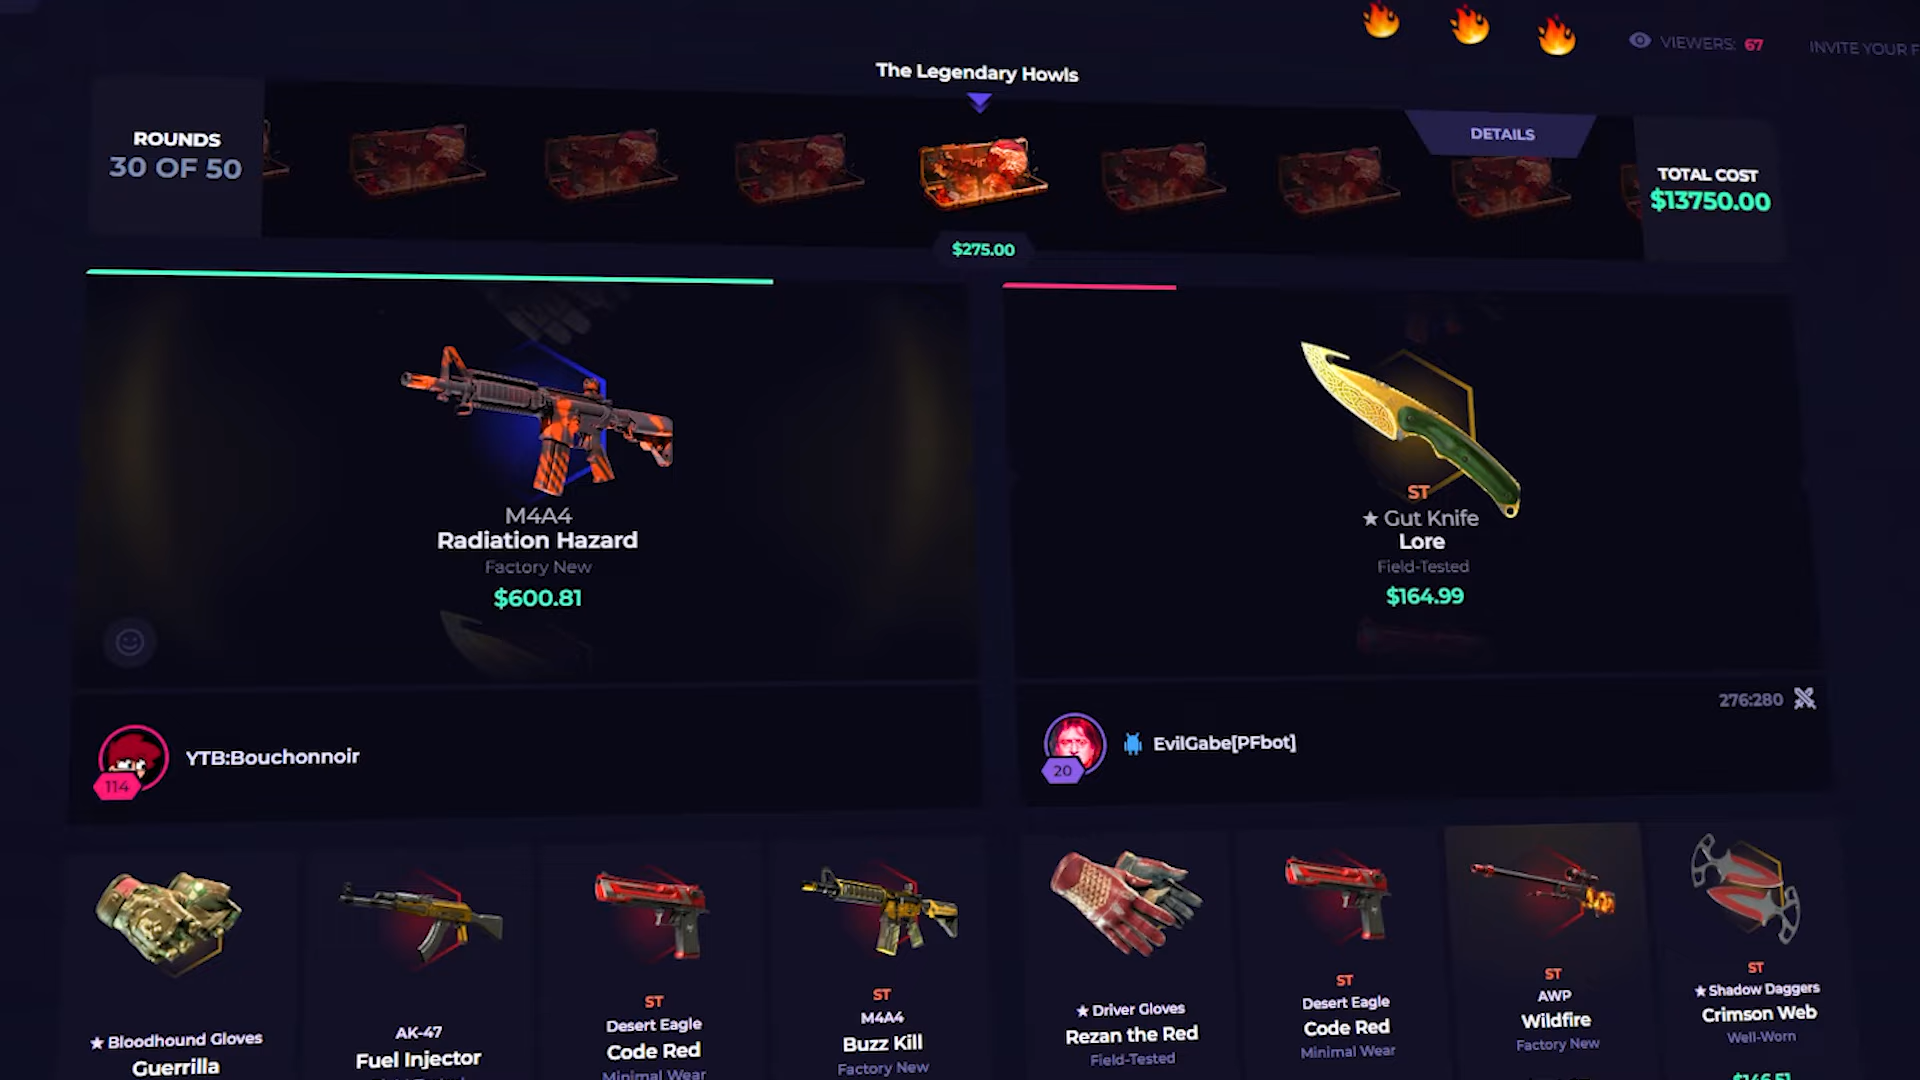 VIEWERS: 67
INVITE YOUR F
The Legendary Howls
ROUNDS
30 OF 50
DETAILS
TOTAL COST
$13750.00
$275.00
M4A4
Radiation Hazard
Factory New
$600.81
ST
★ Gut Knife
Lore
Field-Tested
$164.99
276:280
114
YTB:Bouchonnoir
20
EvilGabe[PFbot]
★ Bloodhound Gloves
Guerrilla
AK-47
Fuel Injector
ST
Desert Eagle
Code Red
Minimal Wear
ST
M4A4
Buzz Kill
Factory New
★ Driver Gloves
Rezan the Red
Field-Tested
ST
Desert Eagle
Code Red
Minimal Wear
ST
AWP
Wildfire
Factory New
ST
★ Shadow Daggers
Crimson Web
Well-Worn
$146.51